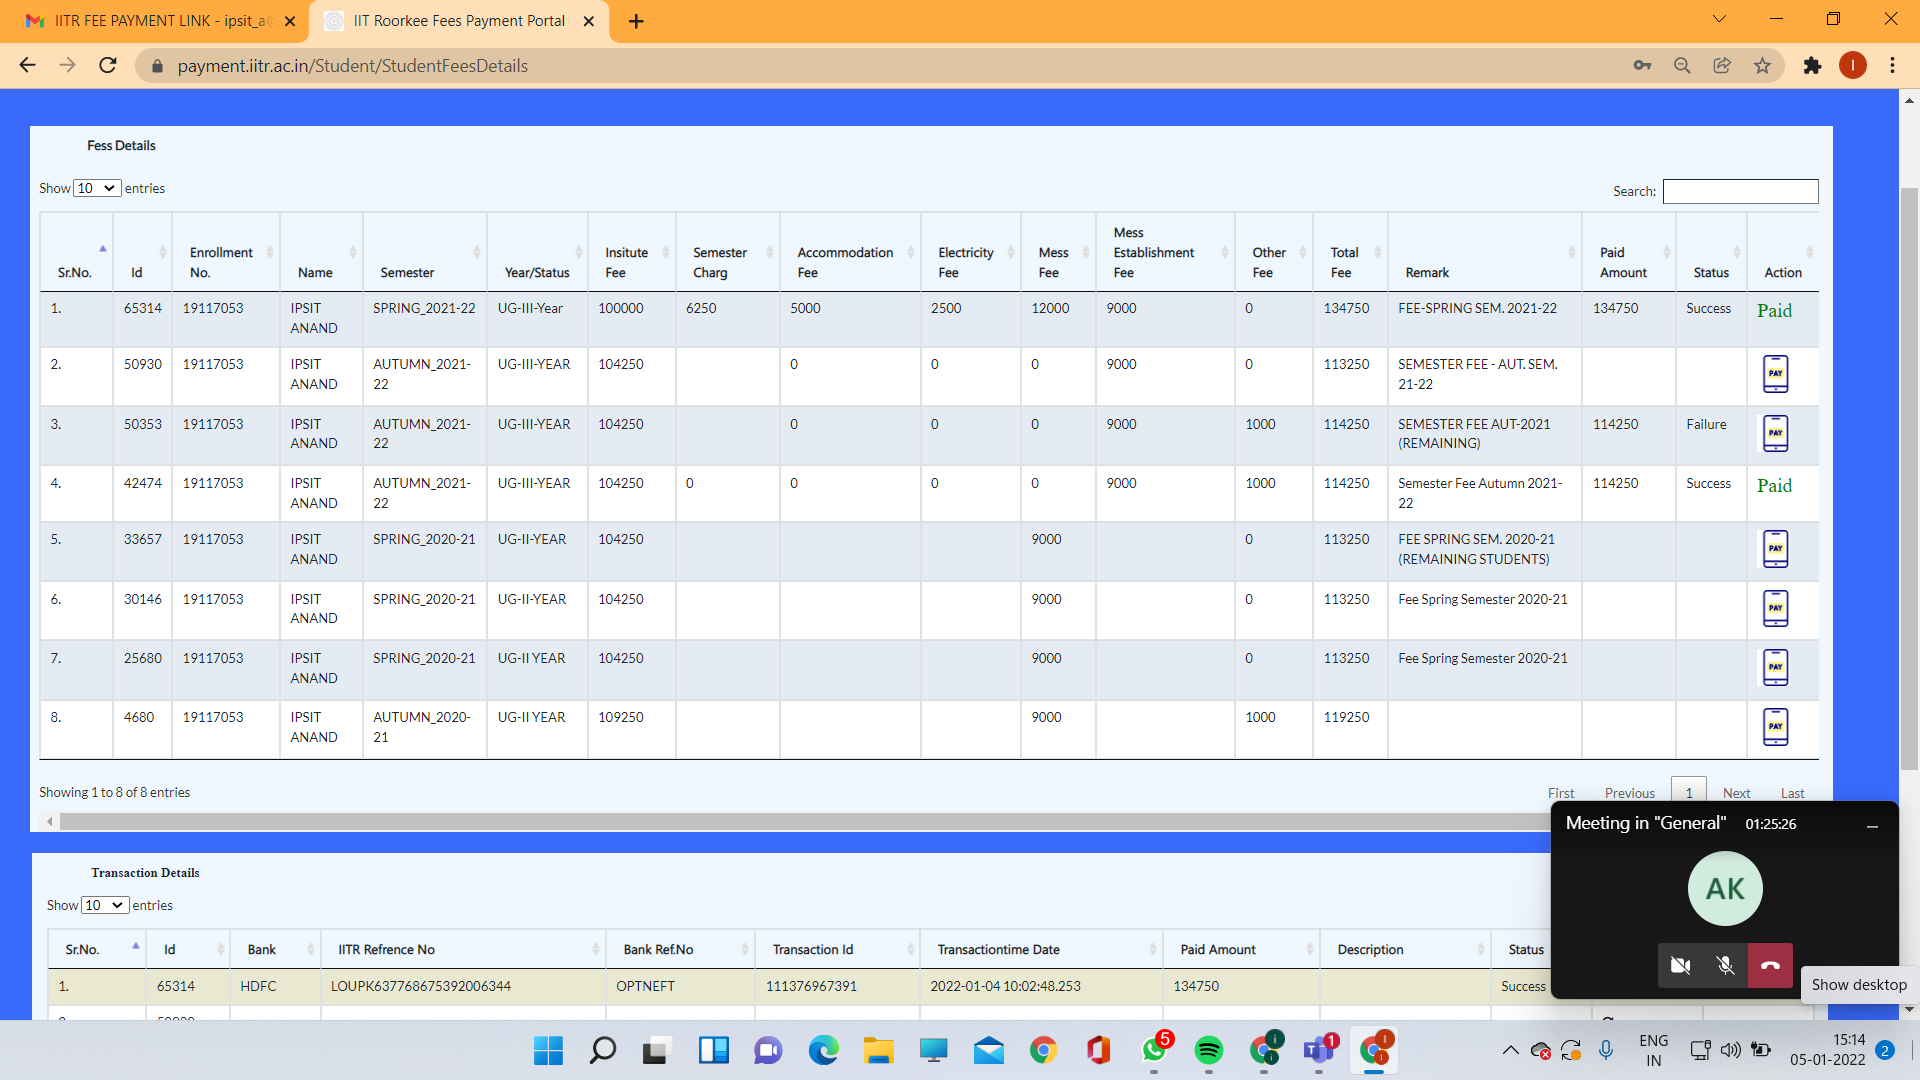 IITR FEE PAYMENT LINK - ipsit_a
IIT Roorkee Fees Payment Portal
payment.iitr.ac.in/Student/StudentFeesDetails
I
Fess Details
Show 10 entries
Search:
Sr.No. Id Enrollment No. Name Semester Year/Status Insitute Fee Semester Charg Accommodation Fee Electricity Fee Mess Fee Mess Establishment Fee Other Fee Total Fee Remark Paid Amount Status Action
1. 65314 19117053 IPSIT ANAND SPRING_2021-22 UG-III-Year 100000 6250 5000 2500 12000 9000 0 134750 FEE-SPRING SEM. 2021-22 134750 Success Paid
2. 50930 19117053 IPSIT ANAND AUTUMN_2021-22 UG-III-YEAR 104250 0 0 0 9000 0 113250 SEMESTER FEE - AUT. SEM. 21-22 PAY
3. 50353 19117053 IPSIT ANAND AUTUMN_2021-22 UG-III-YEAR 104250 0 0 0 9000 1000 114250 SEMESTER FEE AUT-2021 (REMAINING) 114250 Failure PAY
4. 42474 19117053 IPSIT ANAND AUTUMN_2021-22 UG-III-YEAR 104250 0 0 0 0 9000 1000 114250 Semester Fee Autumn 2021-22 114250 Success Paid
5. 33657 19117053 IPSIT ANAND SPRING_2020-21 UG-II-YEAR 104250 9000 0 113250 FEE SPRING SEM. 2020-21 (REMAINING STUDENTS) PAY
6. 30146 19117053 IPSIT ANAND SPRING_2020-21 UG-II-YEAR 104250 9000 0 113250 Fee Spring Semester 2020-21 PAY
7. 25680 19117053 IPSIT ANAND SPRING_2020-21 UG-II YEAR 104250 9000 0 113250 Fee Spring Semester 2020-21 PAY
8. 4680 19117053 IPSIT ANAND AUTUMN_2020-21 UG-II YEAR 109250 9000 1000 119250 PAY
Showing 1 to 8 of 8 entries
First Previous 1 Next Last
Meeting in "General" 01:25:26
AK
Show desktop
Transaction Details
Show 10 entries
Sr.No. Id Bank IITR Refrence No Bank Ref.No Transaction Id Transactiontime Date Paid Amount Description Status
1. 65314 HDFC LOUPK637768675392006344 OPTNEFT 111376967391 2022-01-04 10:02:48.253 134750 Success
5
1
ENG
IN
15:14
05-01-2022
2